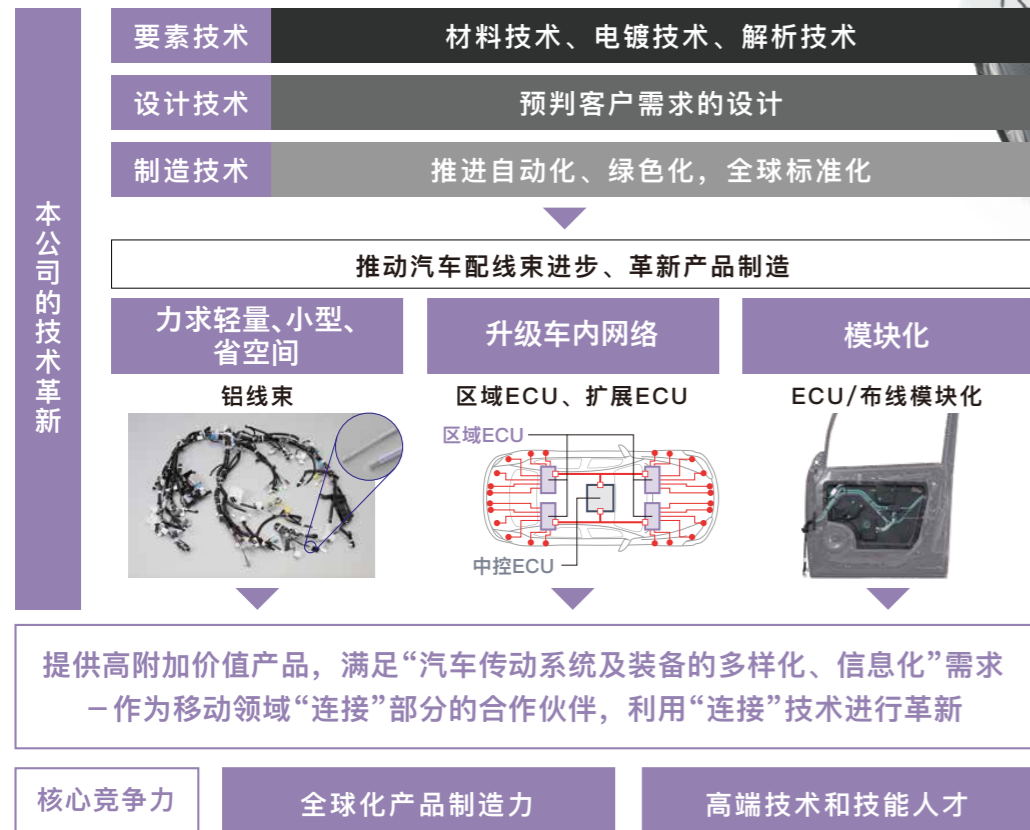 本公司的技术革新
要素技术
材料技术、电镀技术、解析技术
设计技术
预判客户需求的设计
制造技术
推进自动化、绿色化，全球标准化
推动汽车配线束进步、革新产品制造
力求轻量、小型、
省空间
升级车内网络
模块化
铝线束
区域ECU、扩展ECU
ECU/布线模块化
区域ECU
中控ECU
提供高附加价值产品，满足“汽车传动系统及装备的多样化、信息化”需求
－作为移动领域“连接”部分的合作伙伴，利用“连接”技术进行革新
核心竞争力
全球化产品制造力
高端技术和技能人才